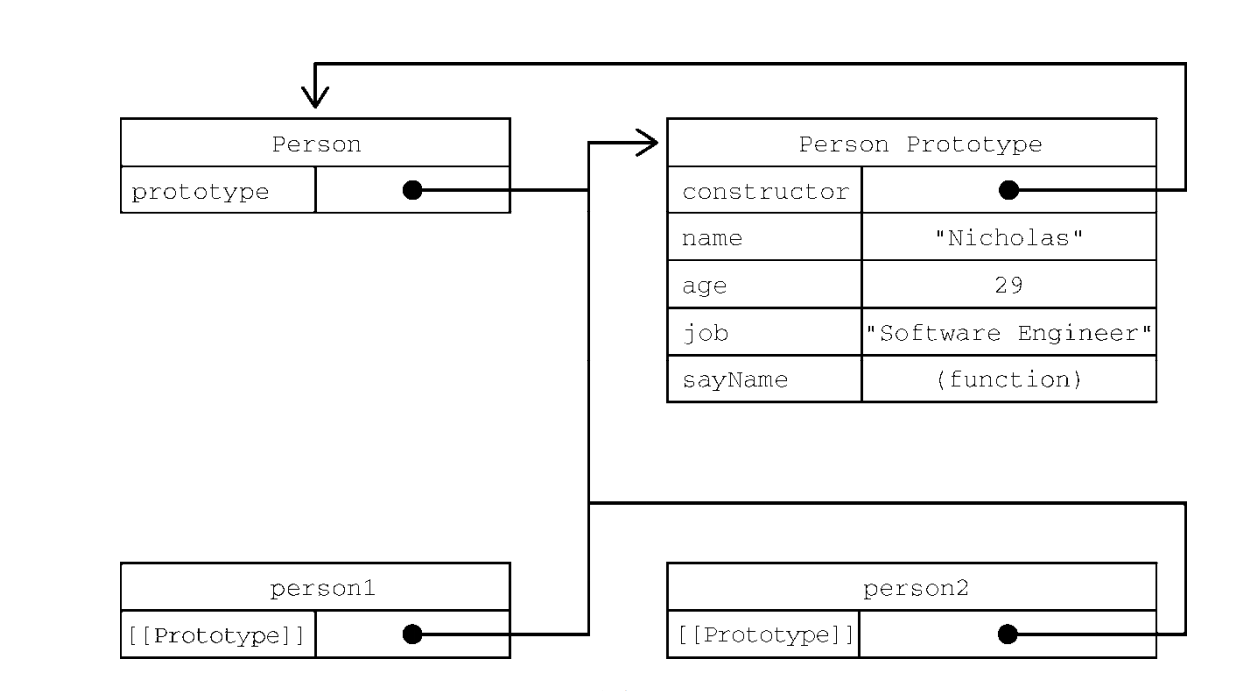 Person
prototype
Person Prototype
constructor
name "Nicholas"
age 29
job "Software Engineer"
sayName (function)
person1
[[Prototype]]
person2
[[Prototype]]